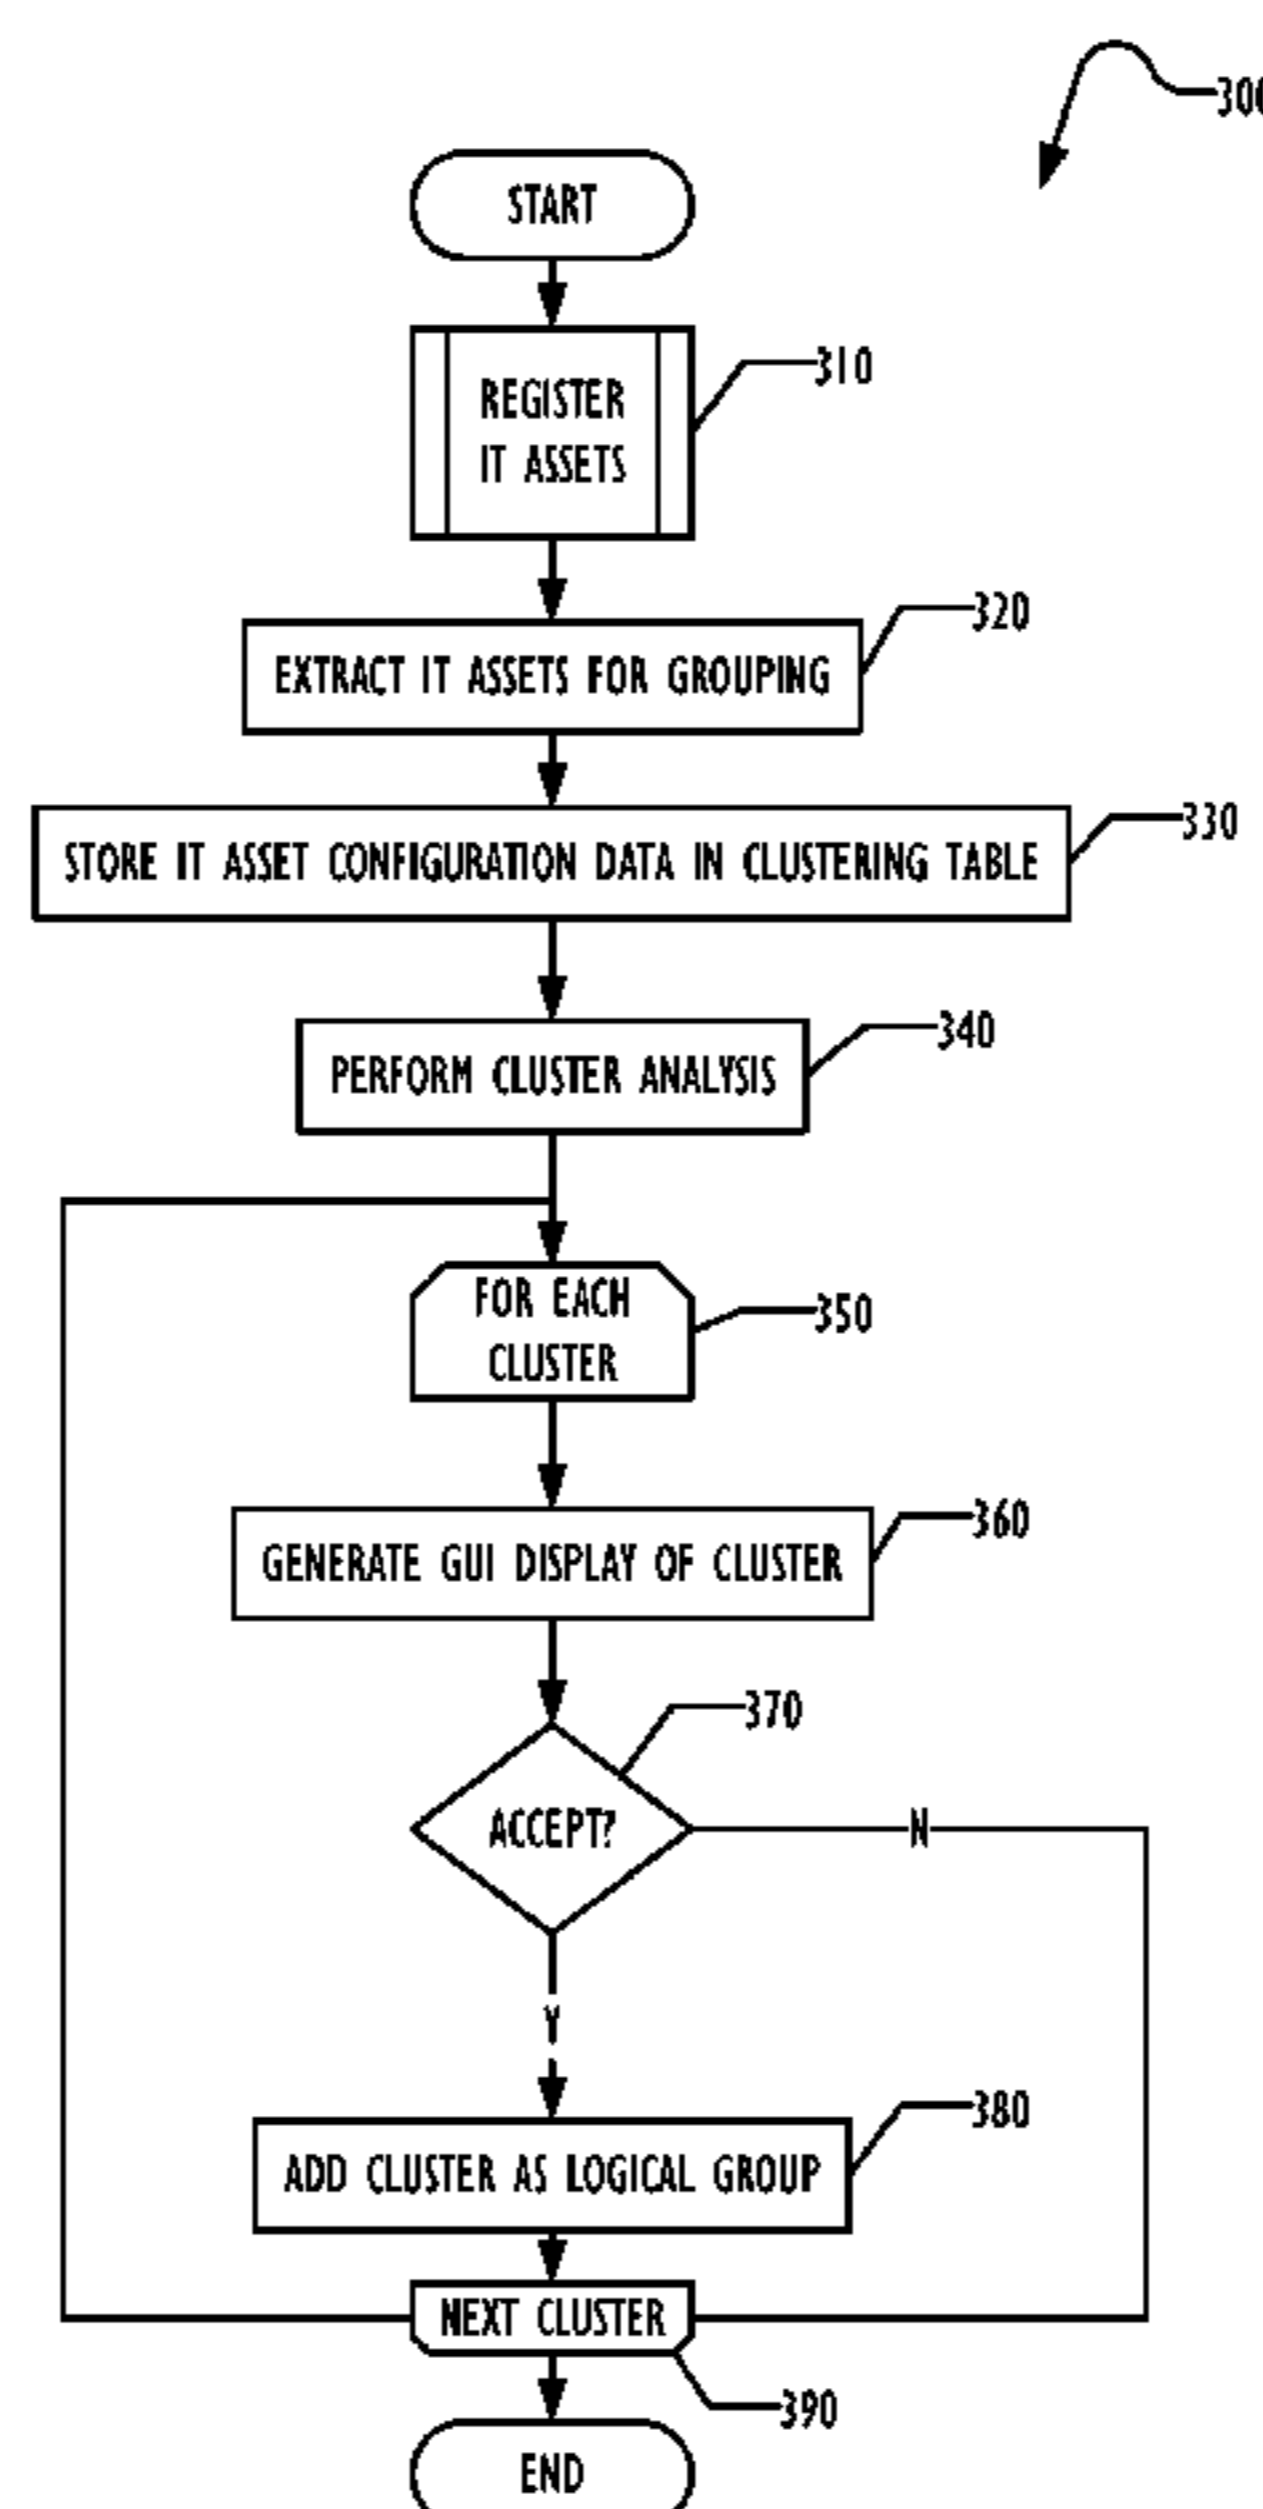 300
START
310
REGISTER
IT ASSETS
320
EXTRACT IT ASSETS FOR GROUPING
330
STORE IT ASSET CONFIGURATION DATA IN CLUSTERING TABLE
340
PERFORM CLUSTER ANALYSIS
FOR EACH
350
CLUSTER
360
GENERATE GUI DISPLAY OF CLUSTER
370
ACCEPT?
N
Y
380
ADD CLUSTER AS LOGICAL GROUP
NEXT CLUSTER
390
END